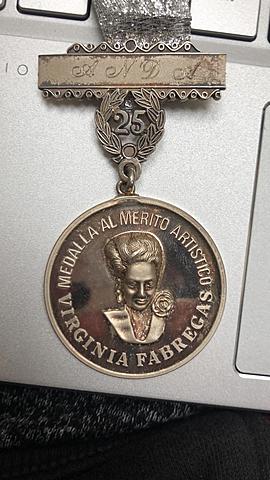 A N D A
25
MEDALLA AL MERITO ARTISTICO
VIRGINIA FABREGAS